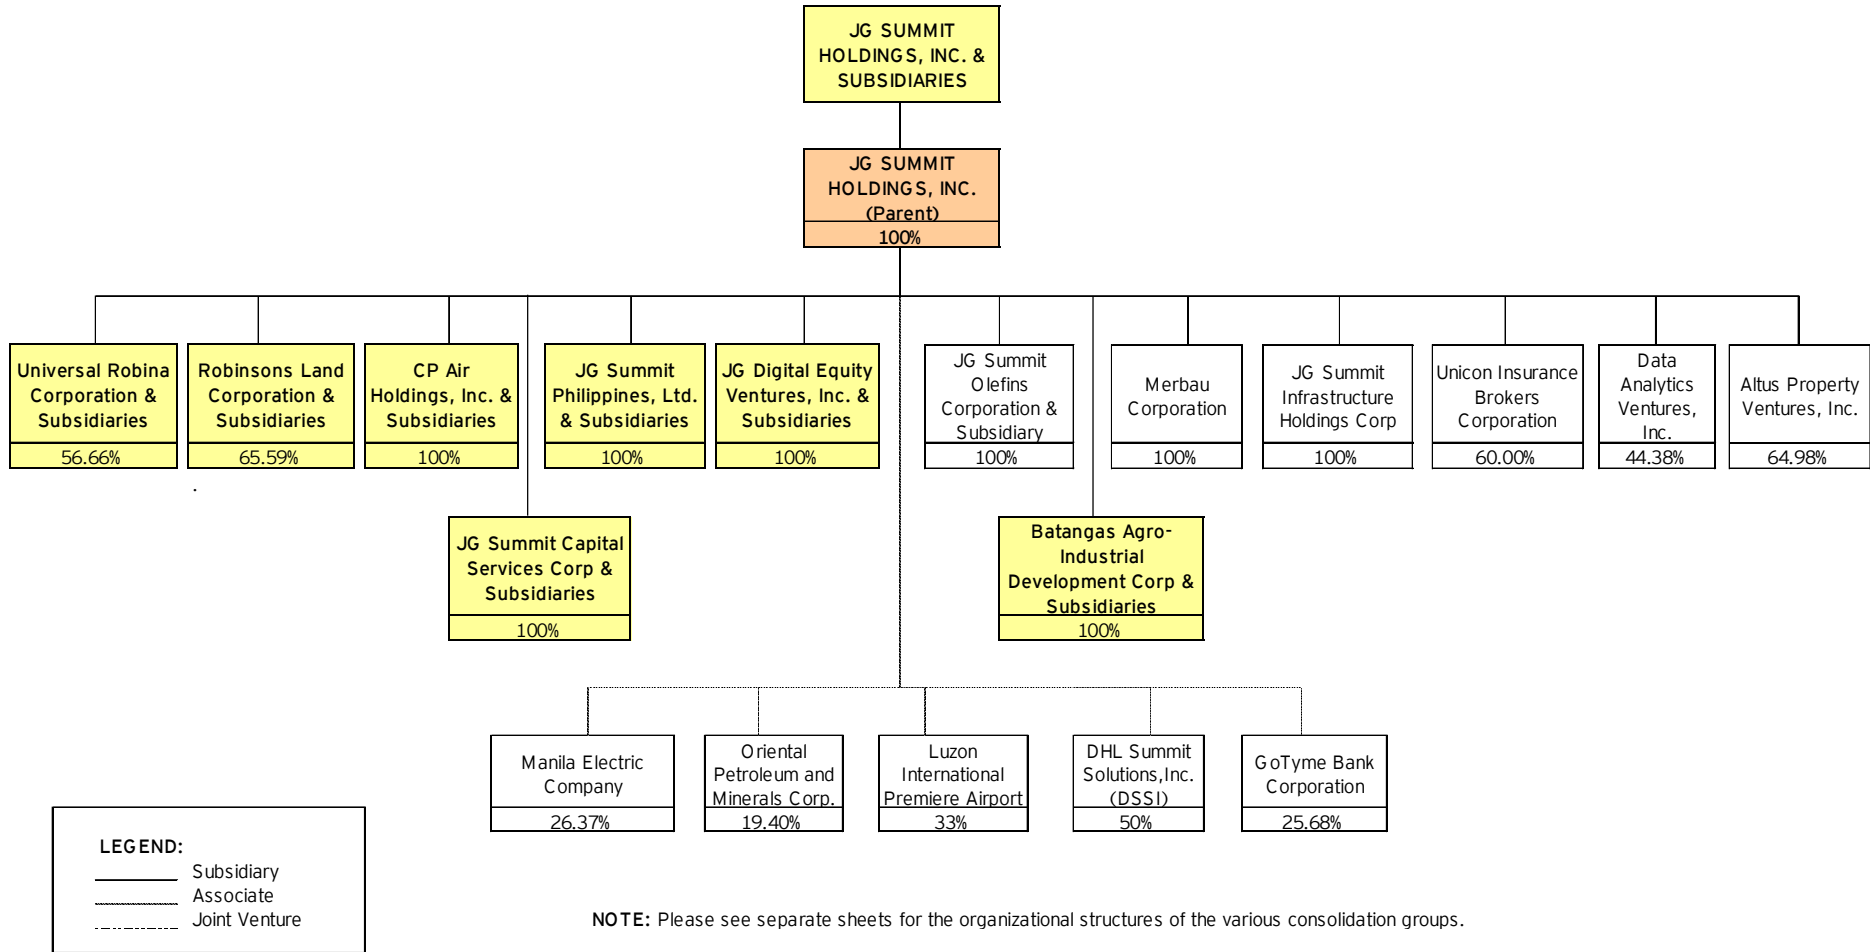 JG SUMMIT
HOLDINGS, INC. &
SUBSIDIARIES
JG SUMMIT
HOLDINGS, INC.
(Parent)
100%
Universal Robina
Corporation &
Subsidiaries
56.66%
Robinsons Land
Corporation &
Subsidiaries
65.59%
CP Air
Holdings, Inc. &
Subsidiaries
100%
JG Summit
Philippines, Ltd.
& Subsidiaries
100%
JG Digital Equity
Ventures, Inc. &
Subsidiaries
100%
JG Summit
Olefins
Corporation &
Subsidiary
100%
Merbau
Corporation
100%
JG Summit
Infrastructure
Holdings Corp
100%
Unicon Insurance
Brokers
Corporation
60.00%
Data
Analytics
Ventures,
Inc.
44.38%
Altus Property
Ventures, Inc.
64.98%
.
JG Summit Capital
Services Corp &
Subsidiaries
100%
Batangas Agro-
Industrial
Development Corp &
Subsidiaries
100%
Manila Electric
Company
26.37%
Oriental
Petroleum and
Minerals Corp.
19.40%
Luzon
International
Premiere Airport
33%
DHL Summit
Solutions,Inc.
(DSSI)
50%
GoTyme Bank
Corporation
25.68%
LEGEND:
Subsidiary
Associate
Joint Venture
NOTE: Please see separate sheets for the organizational structures of the various consolidation groups.